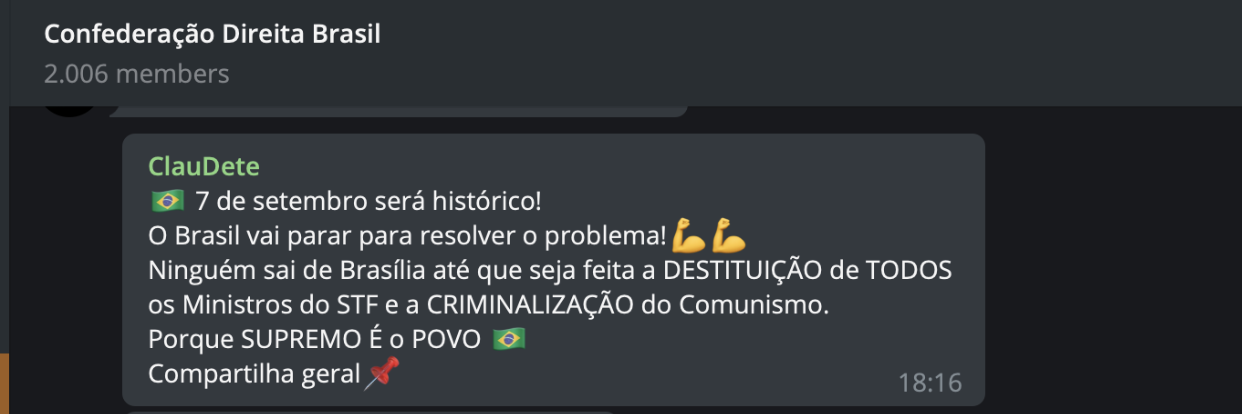 Confederação Direita Brasil
2.006 members
ClauDete
🇧🇷 7 de setembro será histórico!
O Brasil vai parar para resolver o problema!💪💪
Ninguém sai de Brasília até que seja feita a DESTITUIÇÃO de TODOS
os Ministros do STF e a CRIMINALIZAÇÃO do Comunismo.
Porque SUPREMO É o POVO 🇧🇷
Compartilha geral📌
18:16